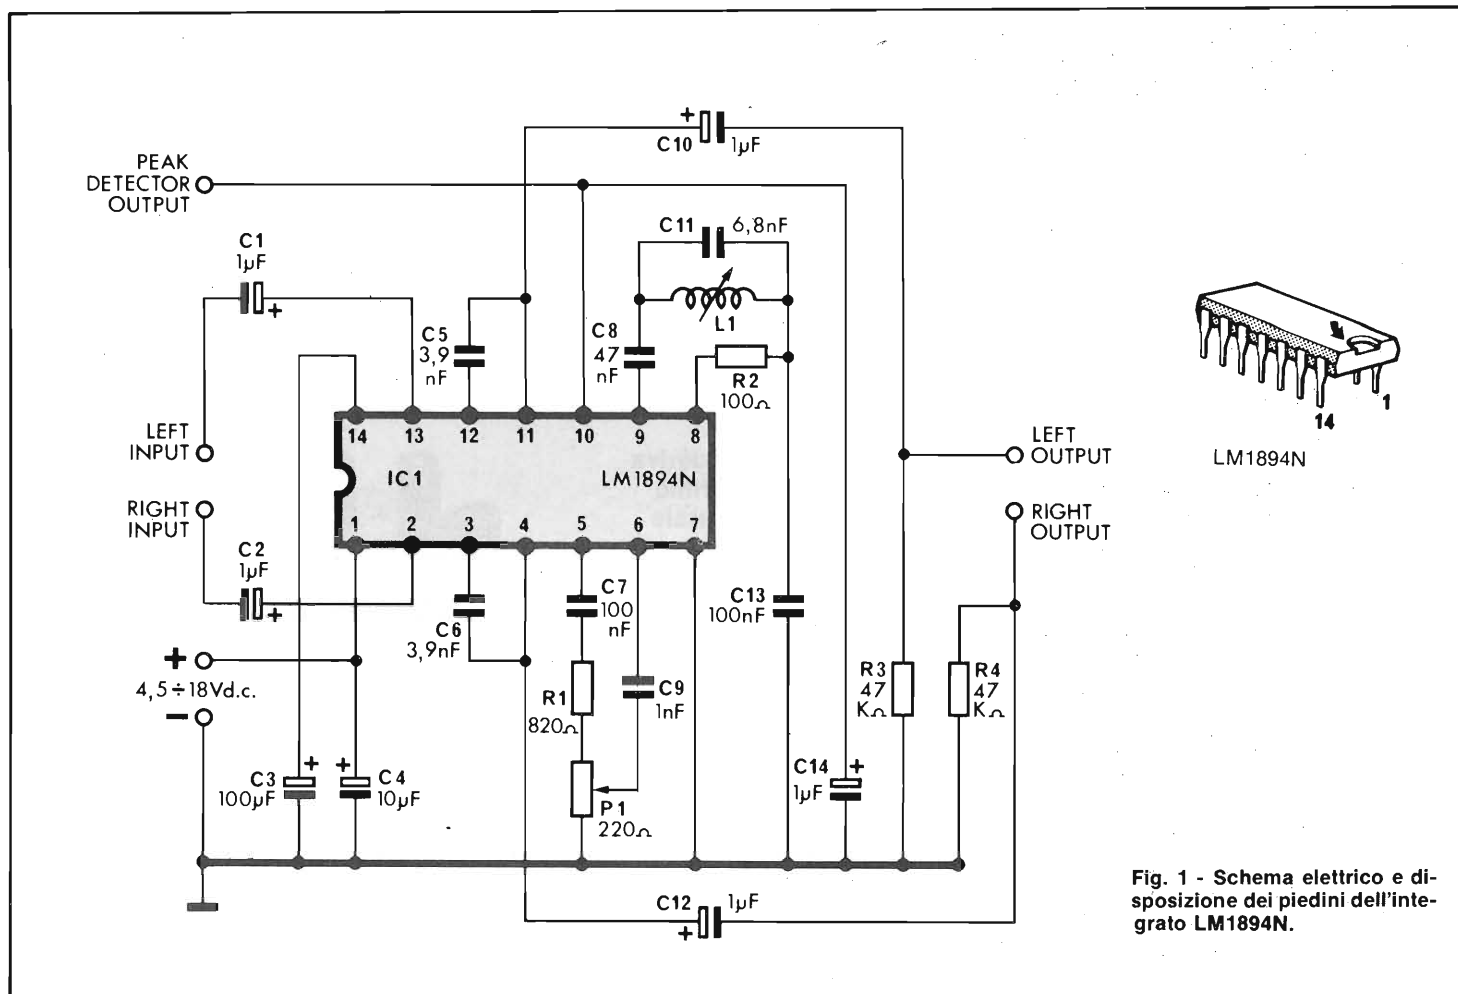 C10
+
1µF
PEAK
DETECTOR
OUTPUT
C11
6,8nF
C1
1µF
+
L1
C5
3,9
nF
C8
47
nF
R2
100Ω
14
13
12
11
10
9
8
LEFT
INPUT
IC1
LM1894N
RIGHT
INPUT
1
2
3
4
5
6
7
LEFT
OUTPUT
RIGHT
OUTPUT
14
1
LM1894N
C2
1µF
+
C6
3,9nF
C7
100
nF
C13
100nF
+
4,5÷18Vd.c.
−
R1
820Ω
C9
1nF
R3
47
KΩ
R4
47
KΩ
C3
100µF
+
+
C4
10µF
P1
220Ω
C14
1µF
+
C12
+
1µF
Fig. 1 - Schema elettrico e di-
sposizione dei piedini dell'inte-
grato LM1894N.